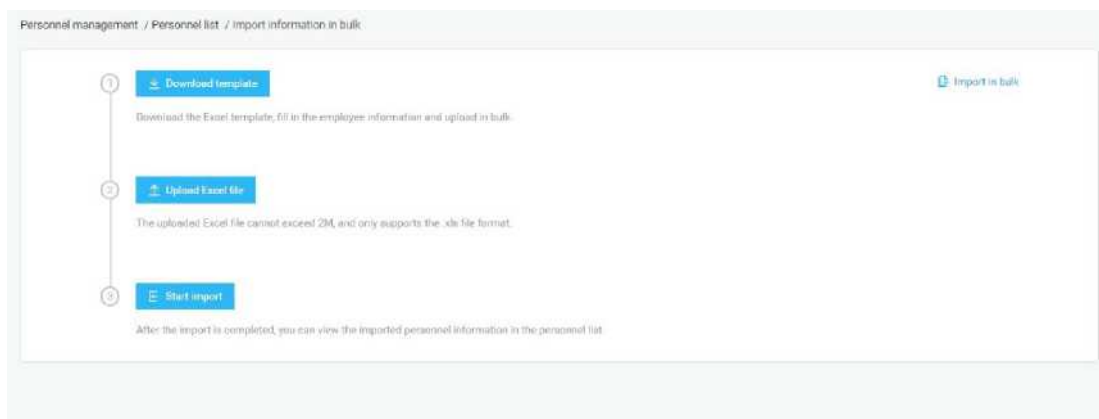 Personnel management / Personnel list / Import information in bulk
1 Download template
Import in bulk
Download the Excel template, fill in the employee information and upload in bulk.
2 Upload Excel file
The uploaded Excel file cannot exceed 2M, and only supports the .xls file format.
3 Start import
After the import is completed, you can view the imported personnel information in the personnel list